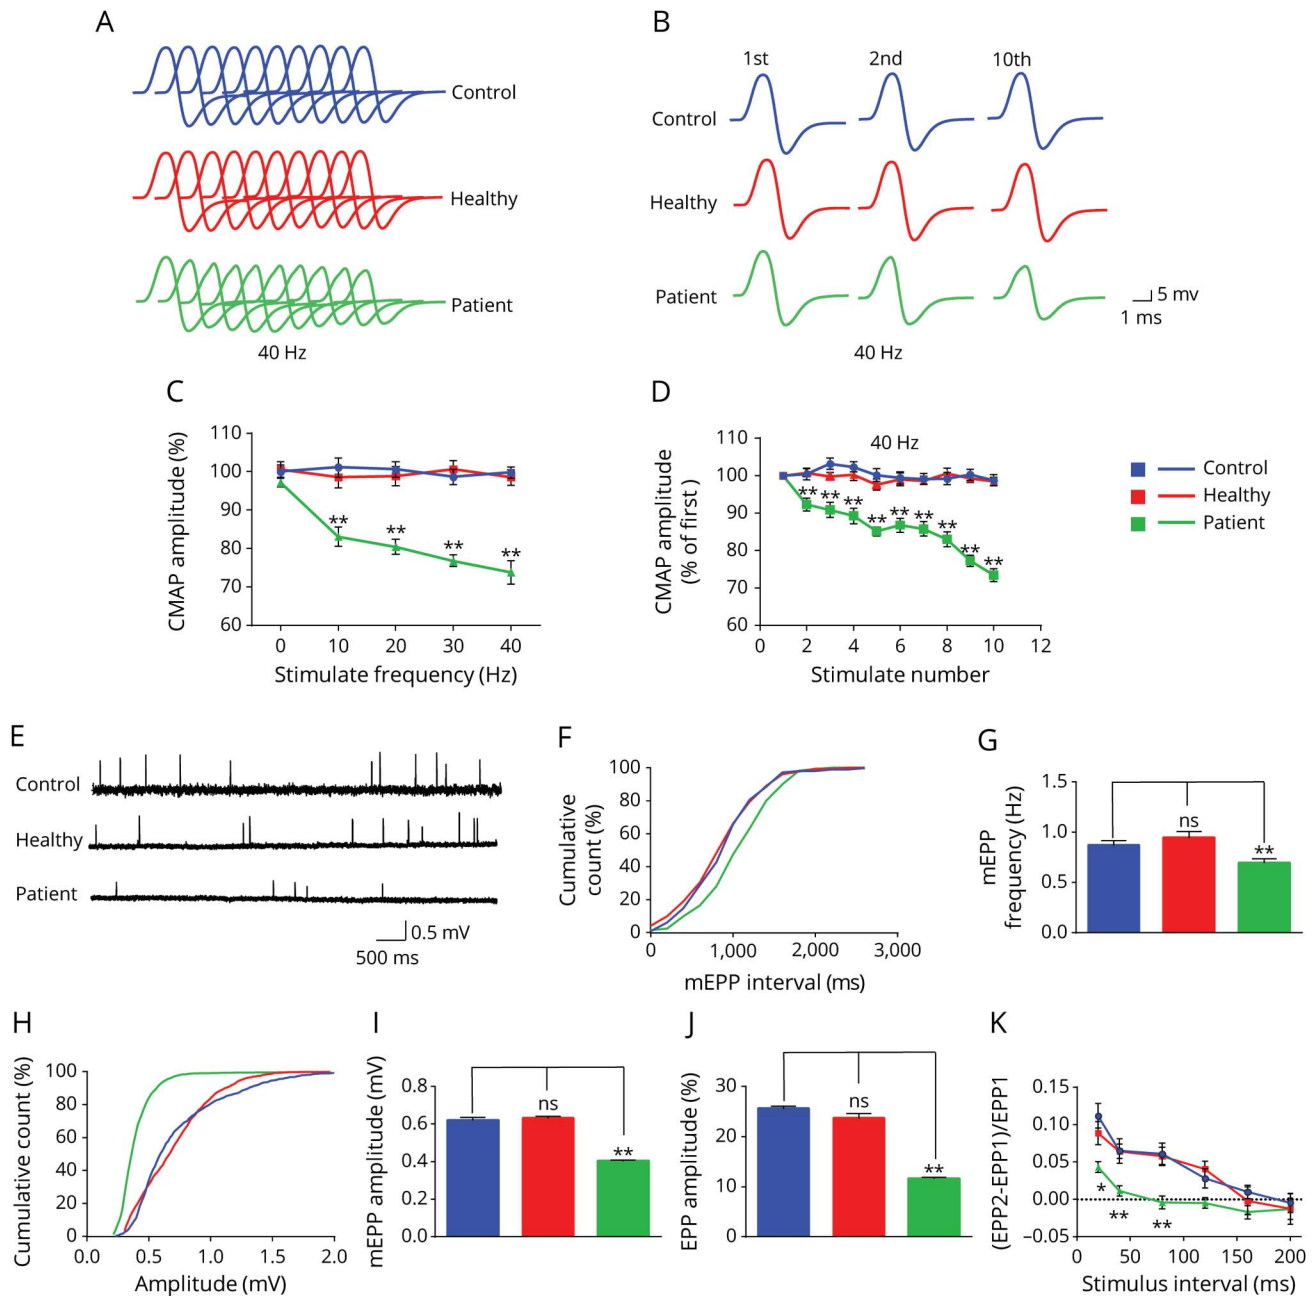 A
Control
Healthy
Patient
40 Hz
B
1st 2nd 10th
Control
Healthy
Patient
5 mv
1 ms
40 Hz
C
CMAP amplitude (%)
110
100
90
80
70
60
** ** ** **
0 10 20 30 40
Stimulate frequency (Hz)
D
CMAP amplitude
(% of first)
40 Hz
110
100
90
80
70
60
** ** ** ** ** ** ** ** **
0 2 4 6 8 10 12
Stimulate number
Control
Healthy
Patient
E
Control
Healthy
Patient
0.5 mV
500 ms
F
Cumulative
count (%)
100
80
60
40
20
0
0 1,000 2,000 3,000
mEPP interval (ms)
G
mEPP
frequency (Hz)
1.5
1.0
0.5
0.0
ns
**
H
Cumulative count (%)
100
80
60
40
20
0
0.0 0.5 1.0 1.5 2.0
Amplitude (mV)
I
mEPP amplitude (mV)
0.8
0.6
0.4
0.2
0.0
ns
**
J
EPP amplitude (%)
30
20
10
0
ns
**
K
(EPP2-EPP1)/EPP1
0.15
0.10
0.05
0.00
−0.05
* ** **
0 50 100 150 200
Stimulus interval (ms)